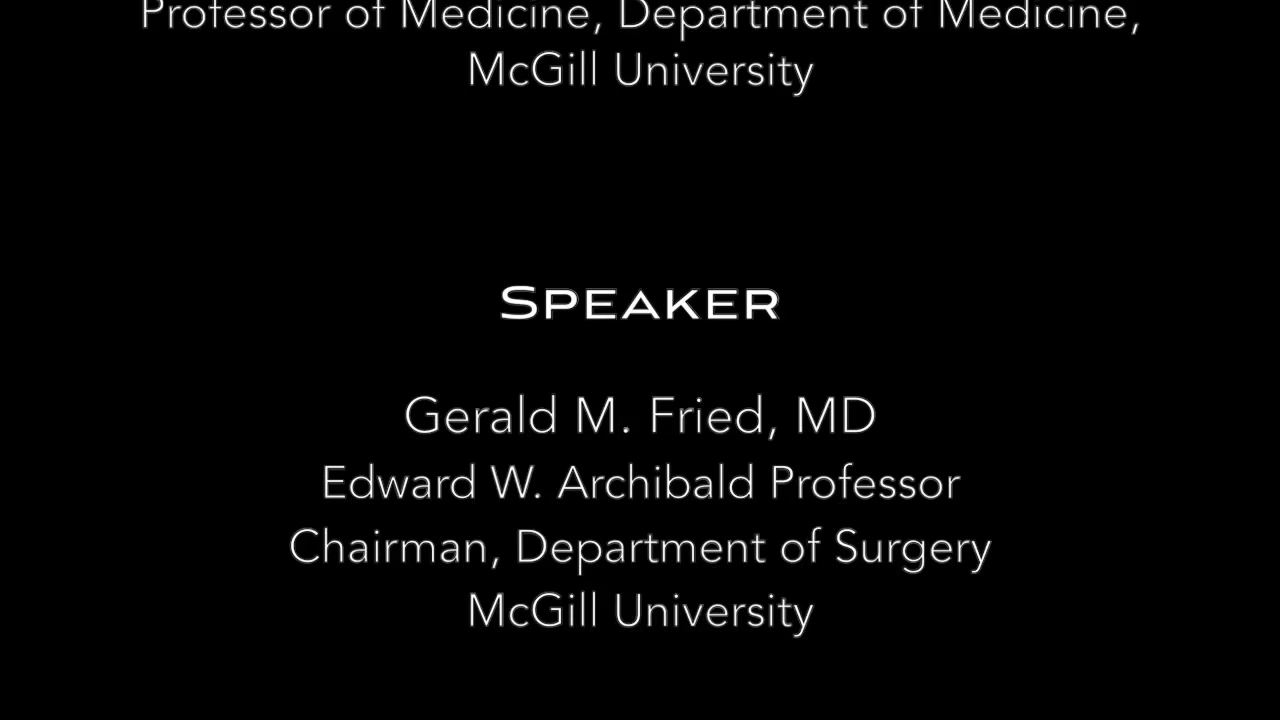 Professor of Medicine, Department of Medicine,
McGill University
SPEAKER
Gerald M. Fried, MD
Edward W. Archibald Professor
Chairman, Department of Surgery
McGill University